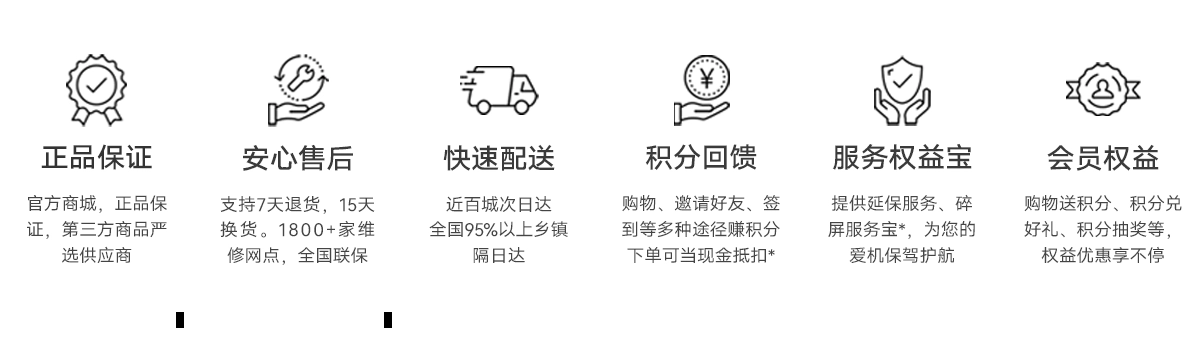 正品保证
官方商城，正品保
证，第三方商品严
选供应商
安心售后
支持7天退货，15天
换货。1800+家维
修网点，全国联保
快速配送
近百城次日达
全国95%以上乡镇
隔日达
¥
积分回馈
购物、邀请好友、签
到等多种途径赚积分
下单可当现金抵扣*
服务权益宝
提供延保服务、碎
屏服务宝*，为您的
爱机保驾护航
会员权益
购物送积分、积分兑
好礼、积分抽奖等，
权益优惠享不停